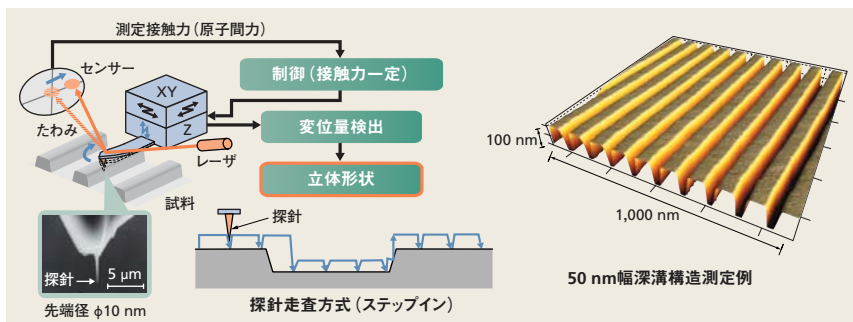 測定接触力(原子間力)
センサー
制御(接触力一定)
XY
たわみ
Z
変位量検出
レーザ
立体形状
試料
探針
5 μm
先端径 φ10 nm
探針
探針走査方式(ステップイン)
100 nm
1,000 nm
50 nm幅深溝構造測定例